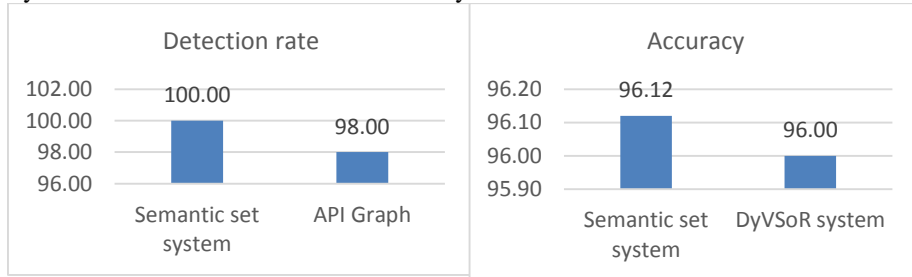 Detection rate
102.00
100.00
98.00
96.00
100.00
98.00
Semantic set
system
API Graph
Accuracy
96.20
96.10
96.00
95.90
96.12
96.00
Semantic set
system
DyVSoR system